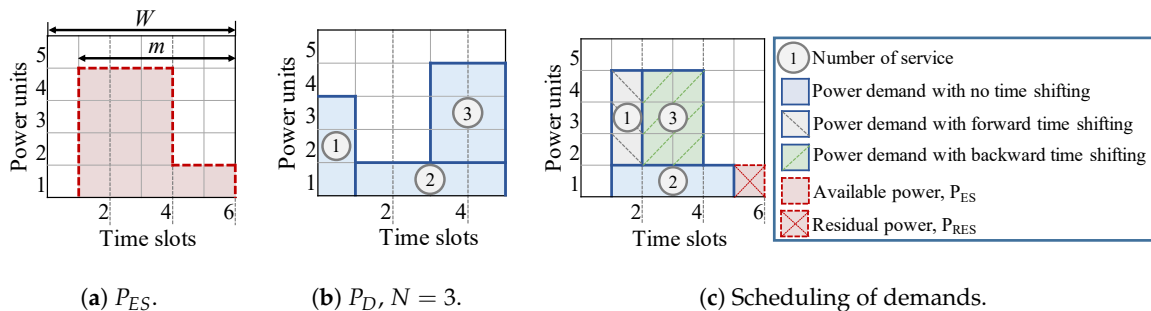 W
m
5
4
3
2
1
Power units
2
4
6
Time slots
(a) P_ES.
5
4
3
2
1
Power units
1
2
3
2
4
Time slots
(b) P_D, N = 3.
5
4
3
2
1
Power units
1
3
2
2
4
6
Time slots
(c) Scheduling of demands.
1 Number of service
Power demand with no time shifting
Power demand with forward time shifting
Power demand with backward time shifting
Available power, P_ES
Residual power, P_RES